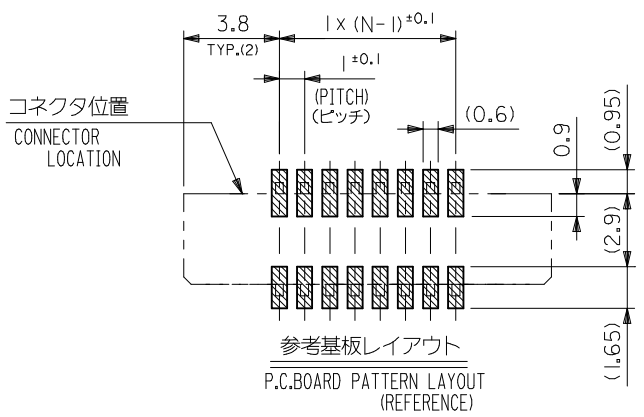 3.8
TYP.(2)
1 x (N-1)±0.1
1±0.1
(PITCH)
(ピッチ)
(0.6)
0.9
(0.95)
コネクタ位置
CONNECTOR
LOCATION
(2.9)
(1.65)
参考基板レイアウト
P.C.BOARD PATTERN LAYOUT
(REFERENCE)